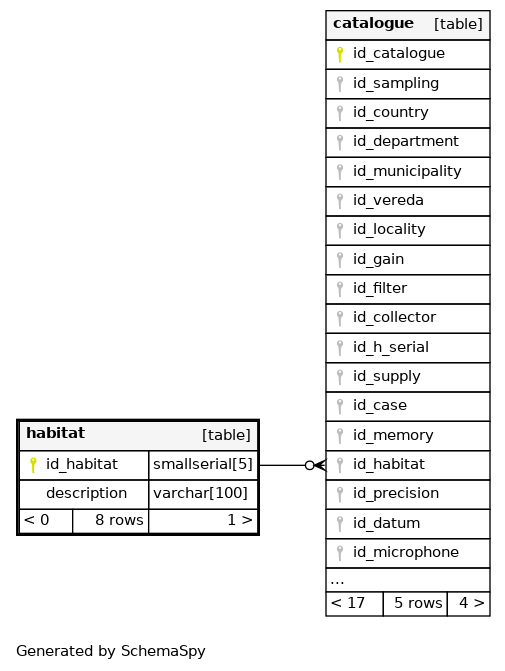 catalogue [table]
id_catalogue
id_sampling
id_country
id_department
id_municipality
id_vereda
id_locality
id_gain
id_filter
id_collector
id_h_serial
id_supply
id_case
id_memory
id_habitat
id_precision
id_datum
id_microphone
...
< 17 5 rows 4 >
habitat [table]
id_habitat smallserial[5]
description varchar[100]
< 0 8 rows 1 >
Generated by SchemaSpy